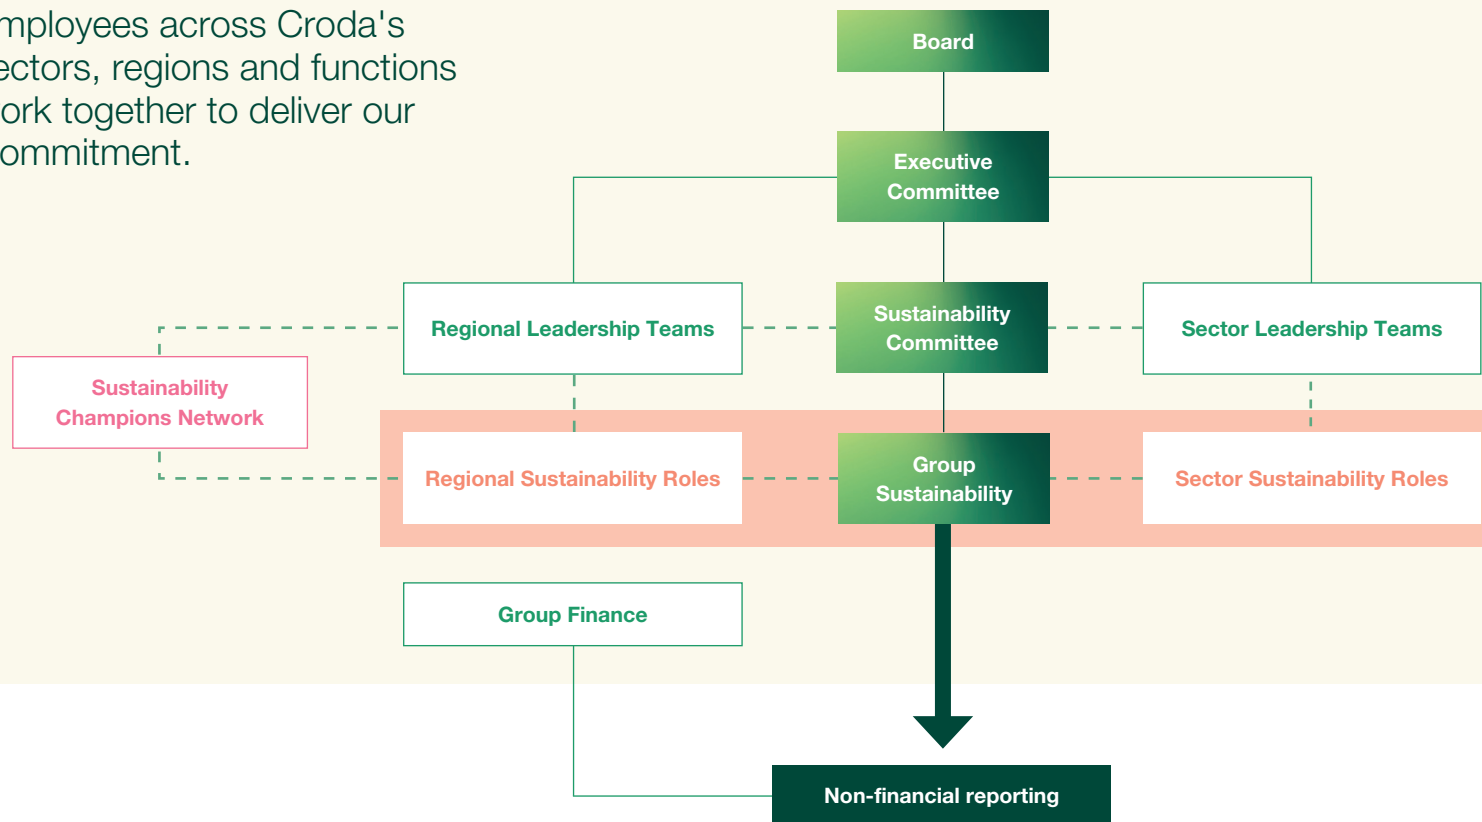 mployees across Croda's
ectors, regions and functions
ork together to deliver our
ommitment.
Board
Executive
Committee
Regional Leadership Teams
Sustainability
Committee
Sector Leadership Teams
Sustainability
Champions Network
Regional Sustainability Roles
Group
Sustainability
Sector Sustainability Roles
Group Finance
Non-financial reporting